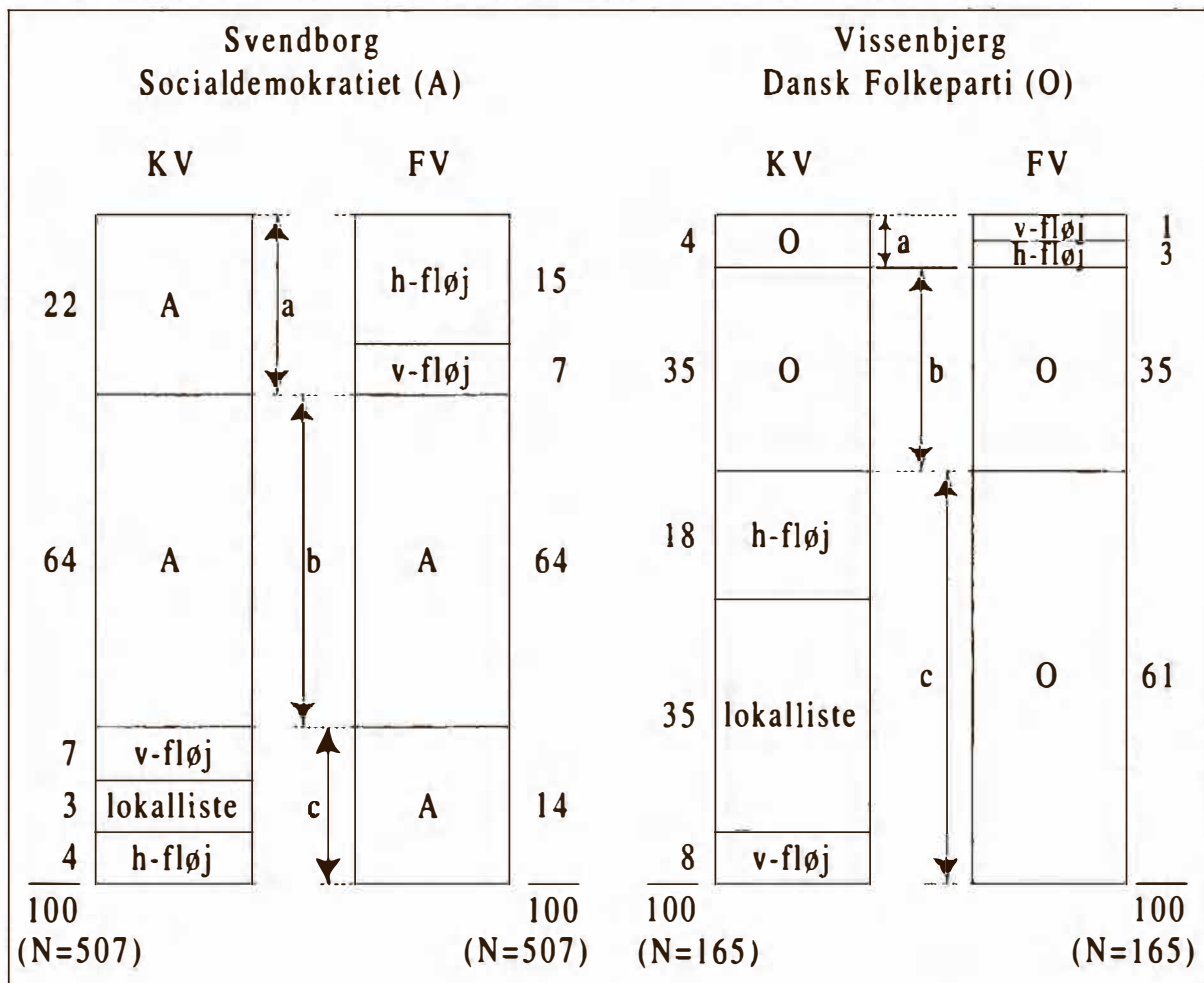 Svendborg
Socialdemokratiet (A)
KV FV
22 A a h-fløj 15
v-fløj 7
64 A b A 64
7 v-fløj
3 lokalliste c A 14
4 h-fløj
100 100
(N=507) (N=507)
Vissenbjerg
Dansk Folkeparti (O)
KV FV
4 O a v-fløj 1
h-fløj 3
35 O b O 35
18 h-fløj
35 lokalliste c O 61
8 v-fløj
100 100
(N=165) (N=165)